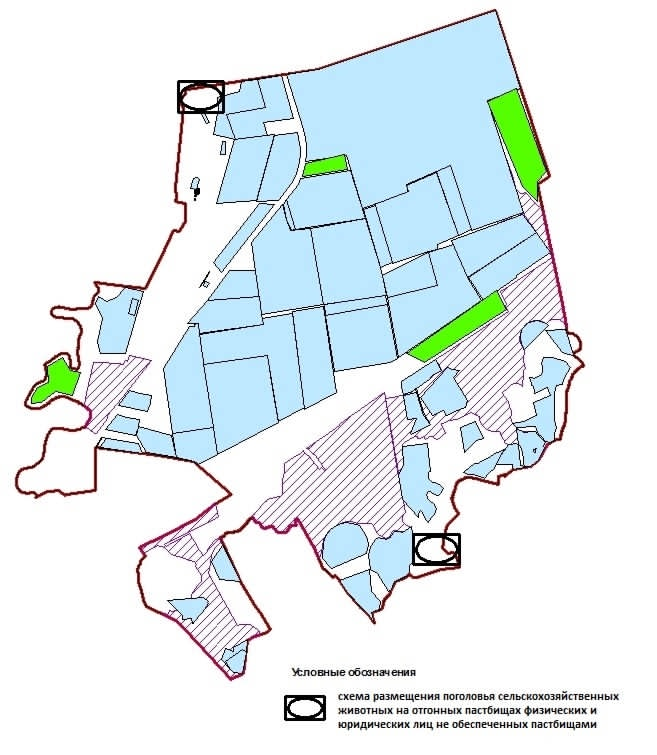 Условные обозначения
схема размещения поголовья сельскохозяйственных
животных на отгонных пастбищах физических и
юридических лиц не обеспеченных пастбищами